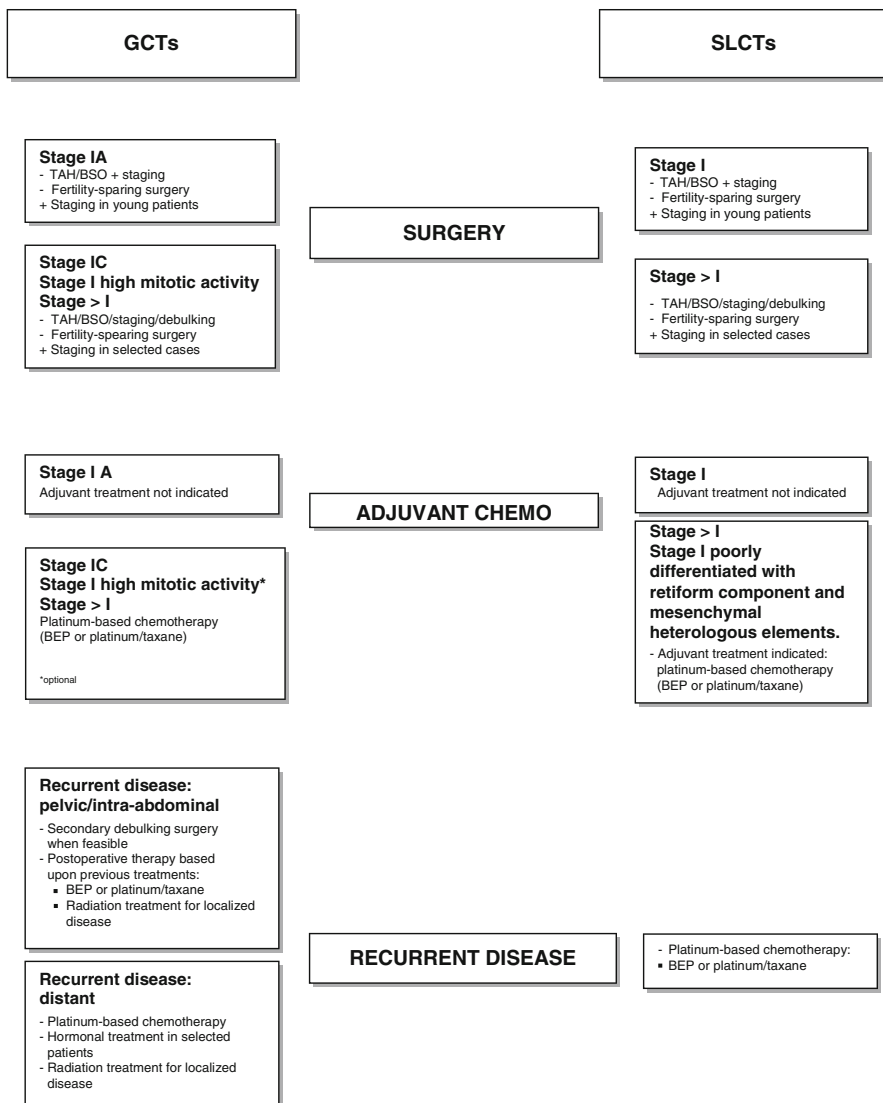 GCTs
SLCTs
Stage IA
- TAH/BSO + staging
- Fertility-sparing surgery
+ Staging in young patients
Stage IC
Stage I high mitotic activity
Stage > I
- TAH/BSO/staging/debulking
- Fertility-spearing surgery
+ Staging in selected cases
SURGERY
Stage I
- TAH/BSO + staging
- Fertility-sparing surgery
+ Staging in young patients
Stage > I
- TAH/BSO/staging/debulking
- Fertility-sparing surgery
+ Staging in selected cases
Stage I A
Adjuvant treatment not indicated
Stage IC
Stage I high mitotic activity*
Stage > I
Platinum-based chemotherapy
(BEP or platinum/taxane)
*optional
ADJUVANT CHEMO
Stage I
Adjuvant treatment not indicated
Stage > I
Stage I poorly
differentiated with
retiform component and
mesenchymal
heterologous elements.
- Adjuvant treatment indicated:
platinum-based chemotherapy
(BEP or platinum/taxane)
Recurrent disease:
pelvic/intra-abdominal
- Secondary debulking surgery
when feasible
- Postoperative therapy based
upon previous treatments:
▪ BEP or platinum/taxane
▪ Radiation treatment for localized
disease
Recurrent disease:
distant
- Platinum-based chemotherapy
- Hormonal treatment in selected
patients
- Radiation treatment for localized
disease
RECURRENT DISEASE
- Platinum-based chemotherapy:
▪ BEP or platinum/taxane